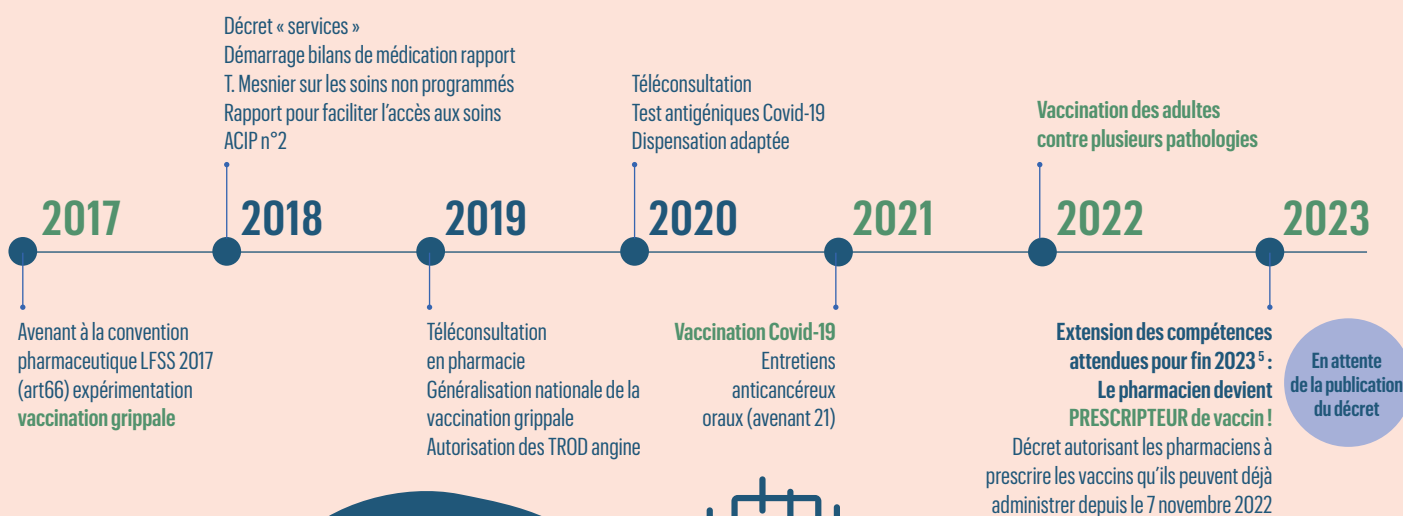 Décret « services »
Démarrage bilans de médication rapport
T. Mesnier sur les soins non programmés
Rapport pour faciliter l'accès aux soins
ACIP n°2
Téléconsultation
Test antigéniques Covid-19
Dispensation adaptée
Vaccination des adultes
contre plusieurs pathologies
2017
2018
2019
2020
2021
2022
2023
Avenant à la convention
pharmaceutique LFSS 2017
(art66) expérimentation
vaccination grippale
Téléconsultation
en pharmacie
Généralisation nationale de la
vaccination grippale
Autorisation des TROD angine
Vaccination Covid-19
Entretiens
anticancéreux
oraux (avenant 21)
Extension des compétences
attendues pour fin 2023 ⁵ :
Le pharmacien devient
PRESCRIPTEUR de vaccin !
Décret autorisant les pharmaciens à
prescrire les vaccins qu'ils peuvent déjà
administrer depuis le 7 novembre 2022
En attente
de la publication
du décret